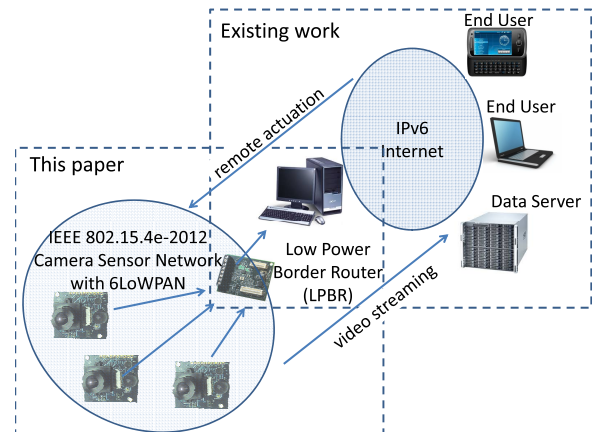 Existing work
End User
remote actuation
IPv6
Internet
End User
This paper
Data Server
IEEE 802.15.4e-2012
Camera Sensor Network
with 6LoWPAN
Low Power
Border Router
(LPBR)
video streaming